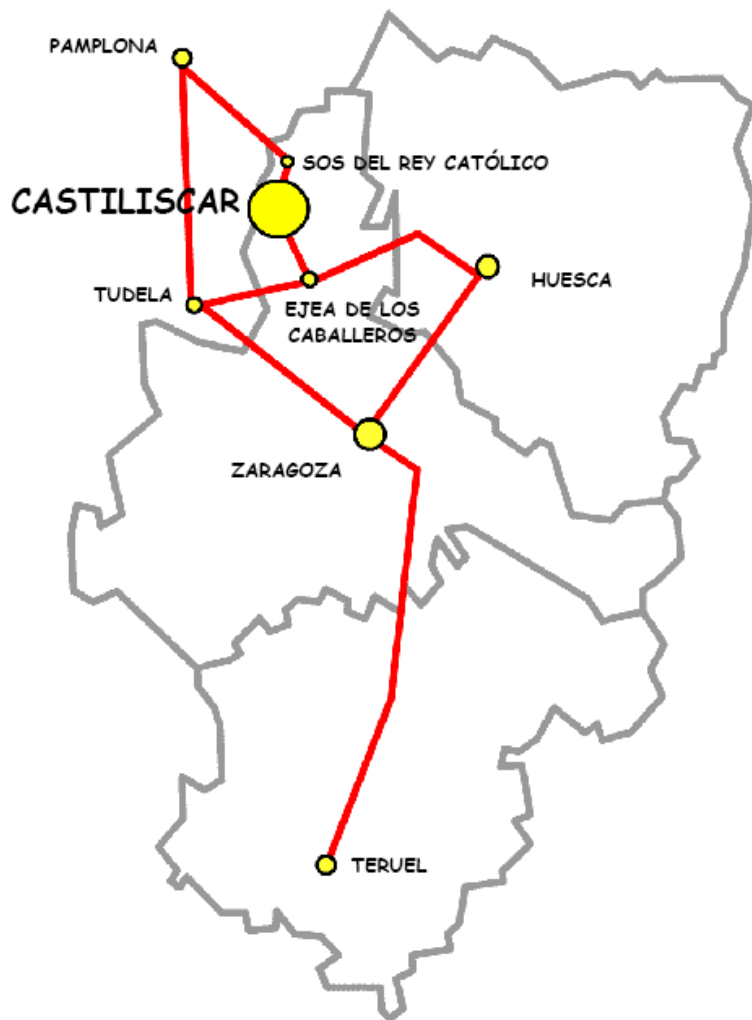 PAMPLONA
SOS DEL REY CATÓLICO
CASTILISCAR
HUESCA
TUDELA
EJEA DE LOS
CABALLEROS
ZARAGOZA
TERUEL